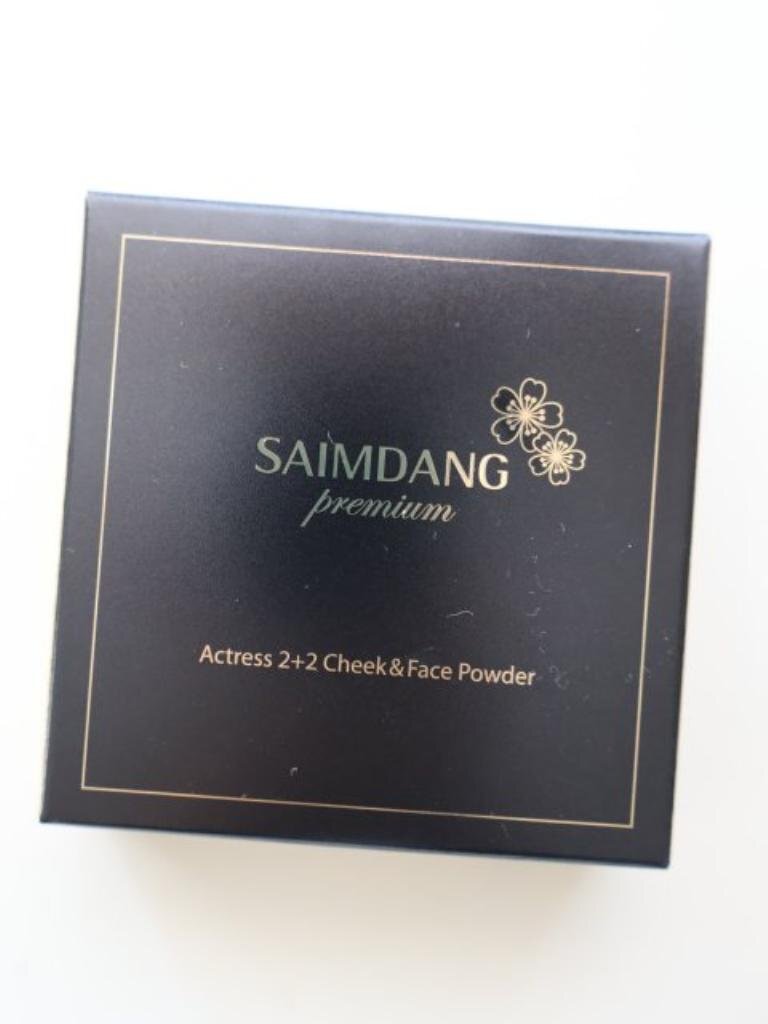 SAIMDANG
premium
Actress 2+2 Cheek&Face Powder